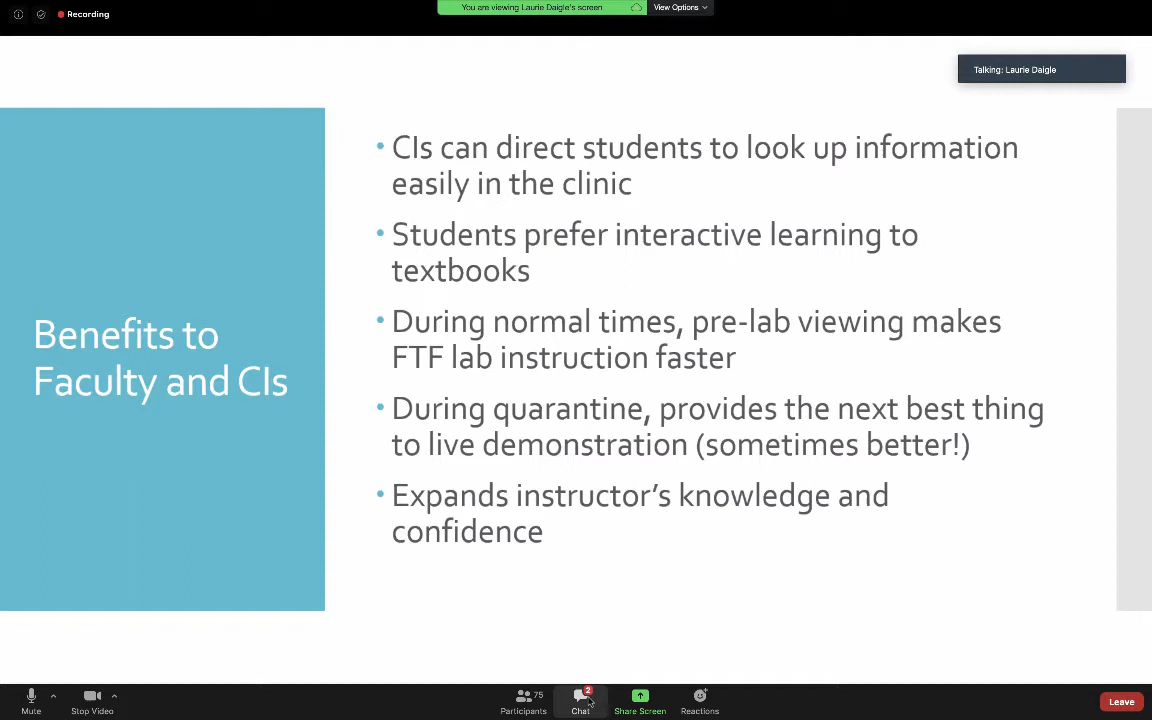 Recording
You are viewing Laurie Daigle's screen
View Options
Talking: Laurie Daigle
Benefits to
Faculty and CIs
• CIs can direct students to look up information
easily in the clinic
• Students prefer interactive learning to
textbooks
• During normal times, pre-lab viewing makes
FTF lab instruction faster
• During quarantine, provides the next best thing
to live demonstration (sometimes better!)
• Expands instructor’s knowledge and
confidence
Mute
Stop Video
75
Participants
2
Chat
Share Screen
Reactions
Leave